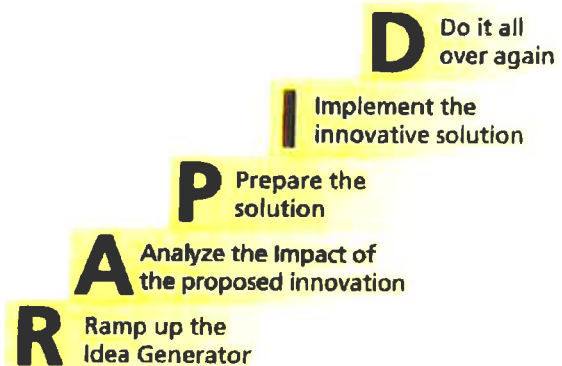 D Do it all
over again
I Implement the
innovative solution
P Prepare the
solution
A Analyze the Impact of
the proposed innovation
R Ramp up the
Idea Generator